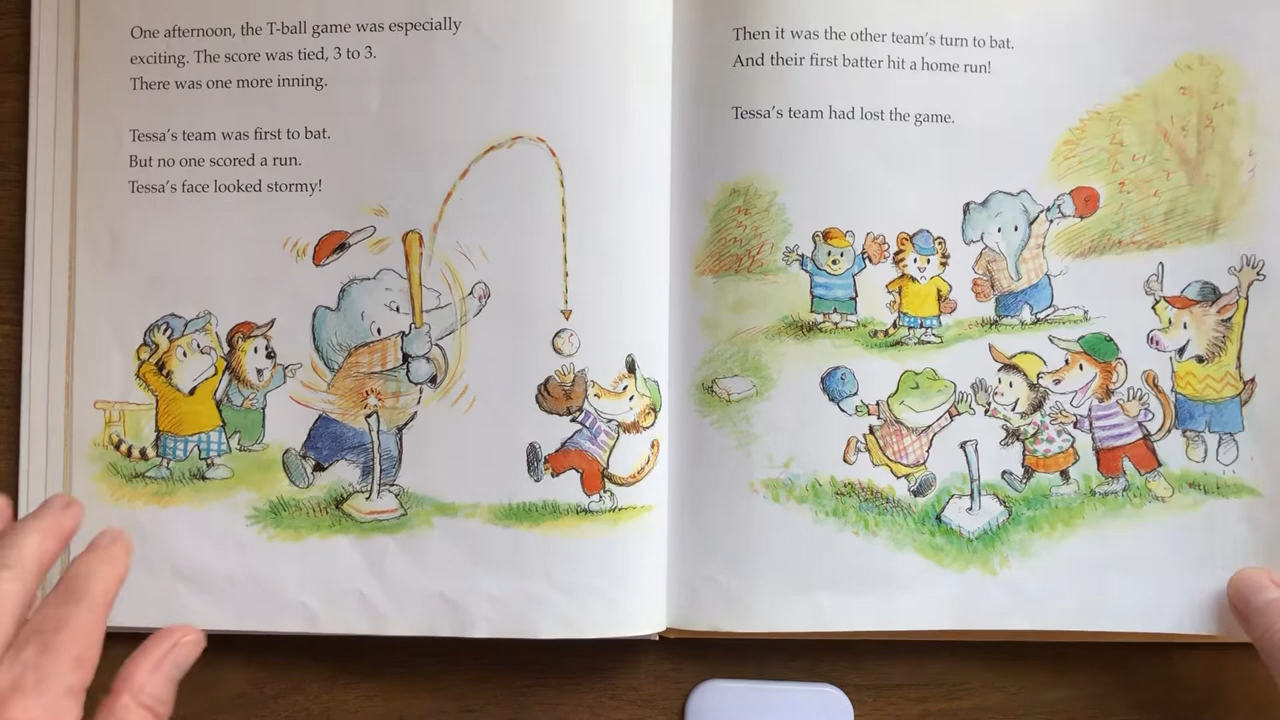 One afternoon, the T-ball game was especially
exciting. The score was tied, 3 to 3.
There was one more inning.
Tessa's team was first to bat.
But no one scored a run.
Tessa's face looked stormy!
Then it was the other team's turn to bat.
And their first batter hit a home run!
Tessa's team had lost the game.